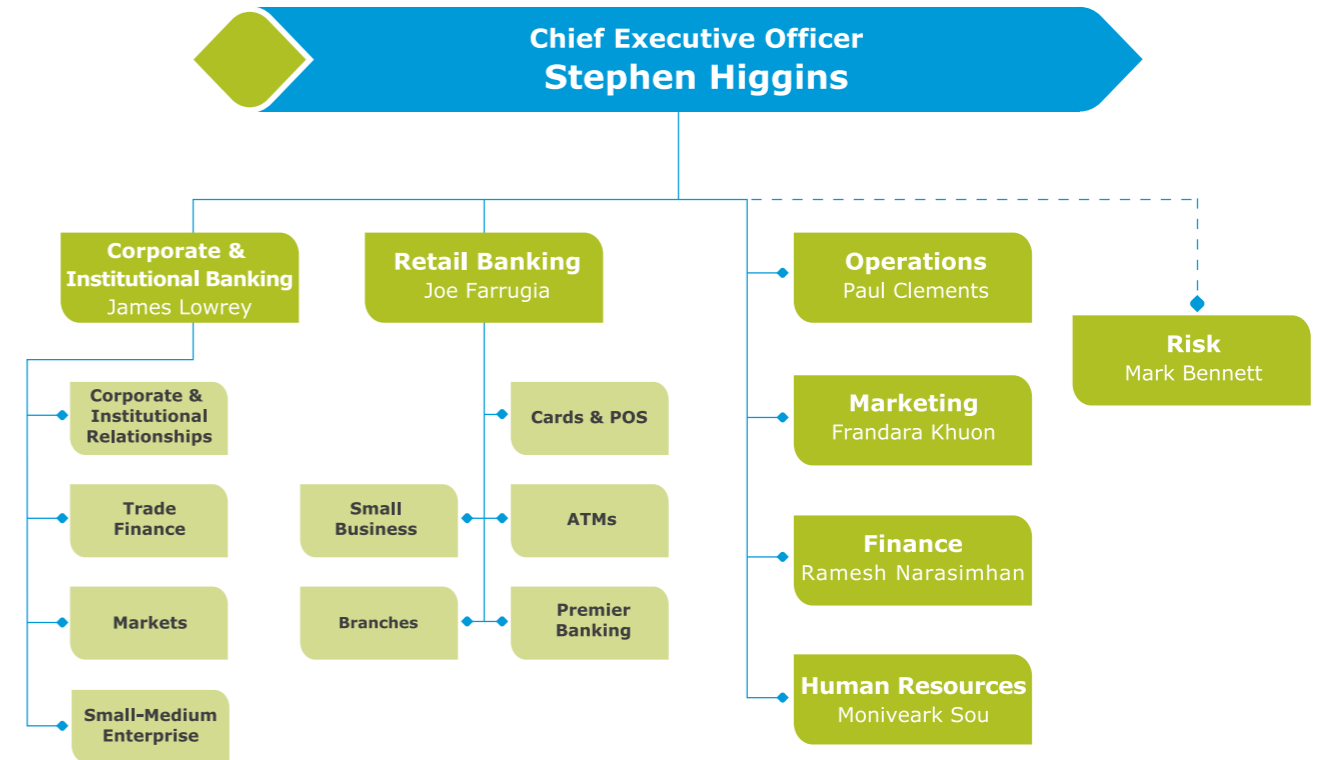 Chief Executive Officer
Stephen Higgins
Corporate &
Institutional Banking
James Lowrey
Retail Banking
Joe Farrugia
Operations
Paul Clements
Risk
Mark Bennett
Corporate &
Institutional
Relationships
Cards & POS
Marketing
Frandara Khuon
Trade
Finance
Small
Business
ATMs
Finance
Ramesh Narasimhan
Markets
Branches
Premier
Banking
Small-Medium
Enterprise
Human Resources
Moniveark Sou